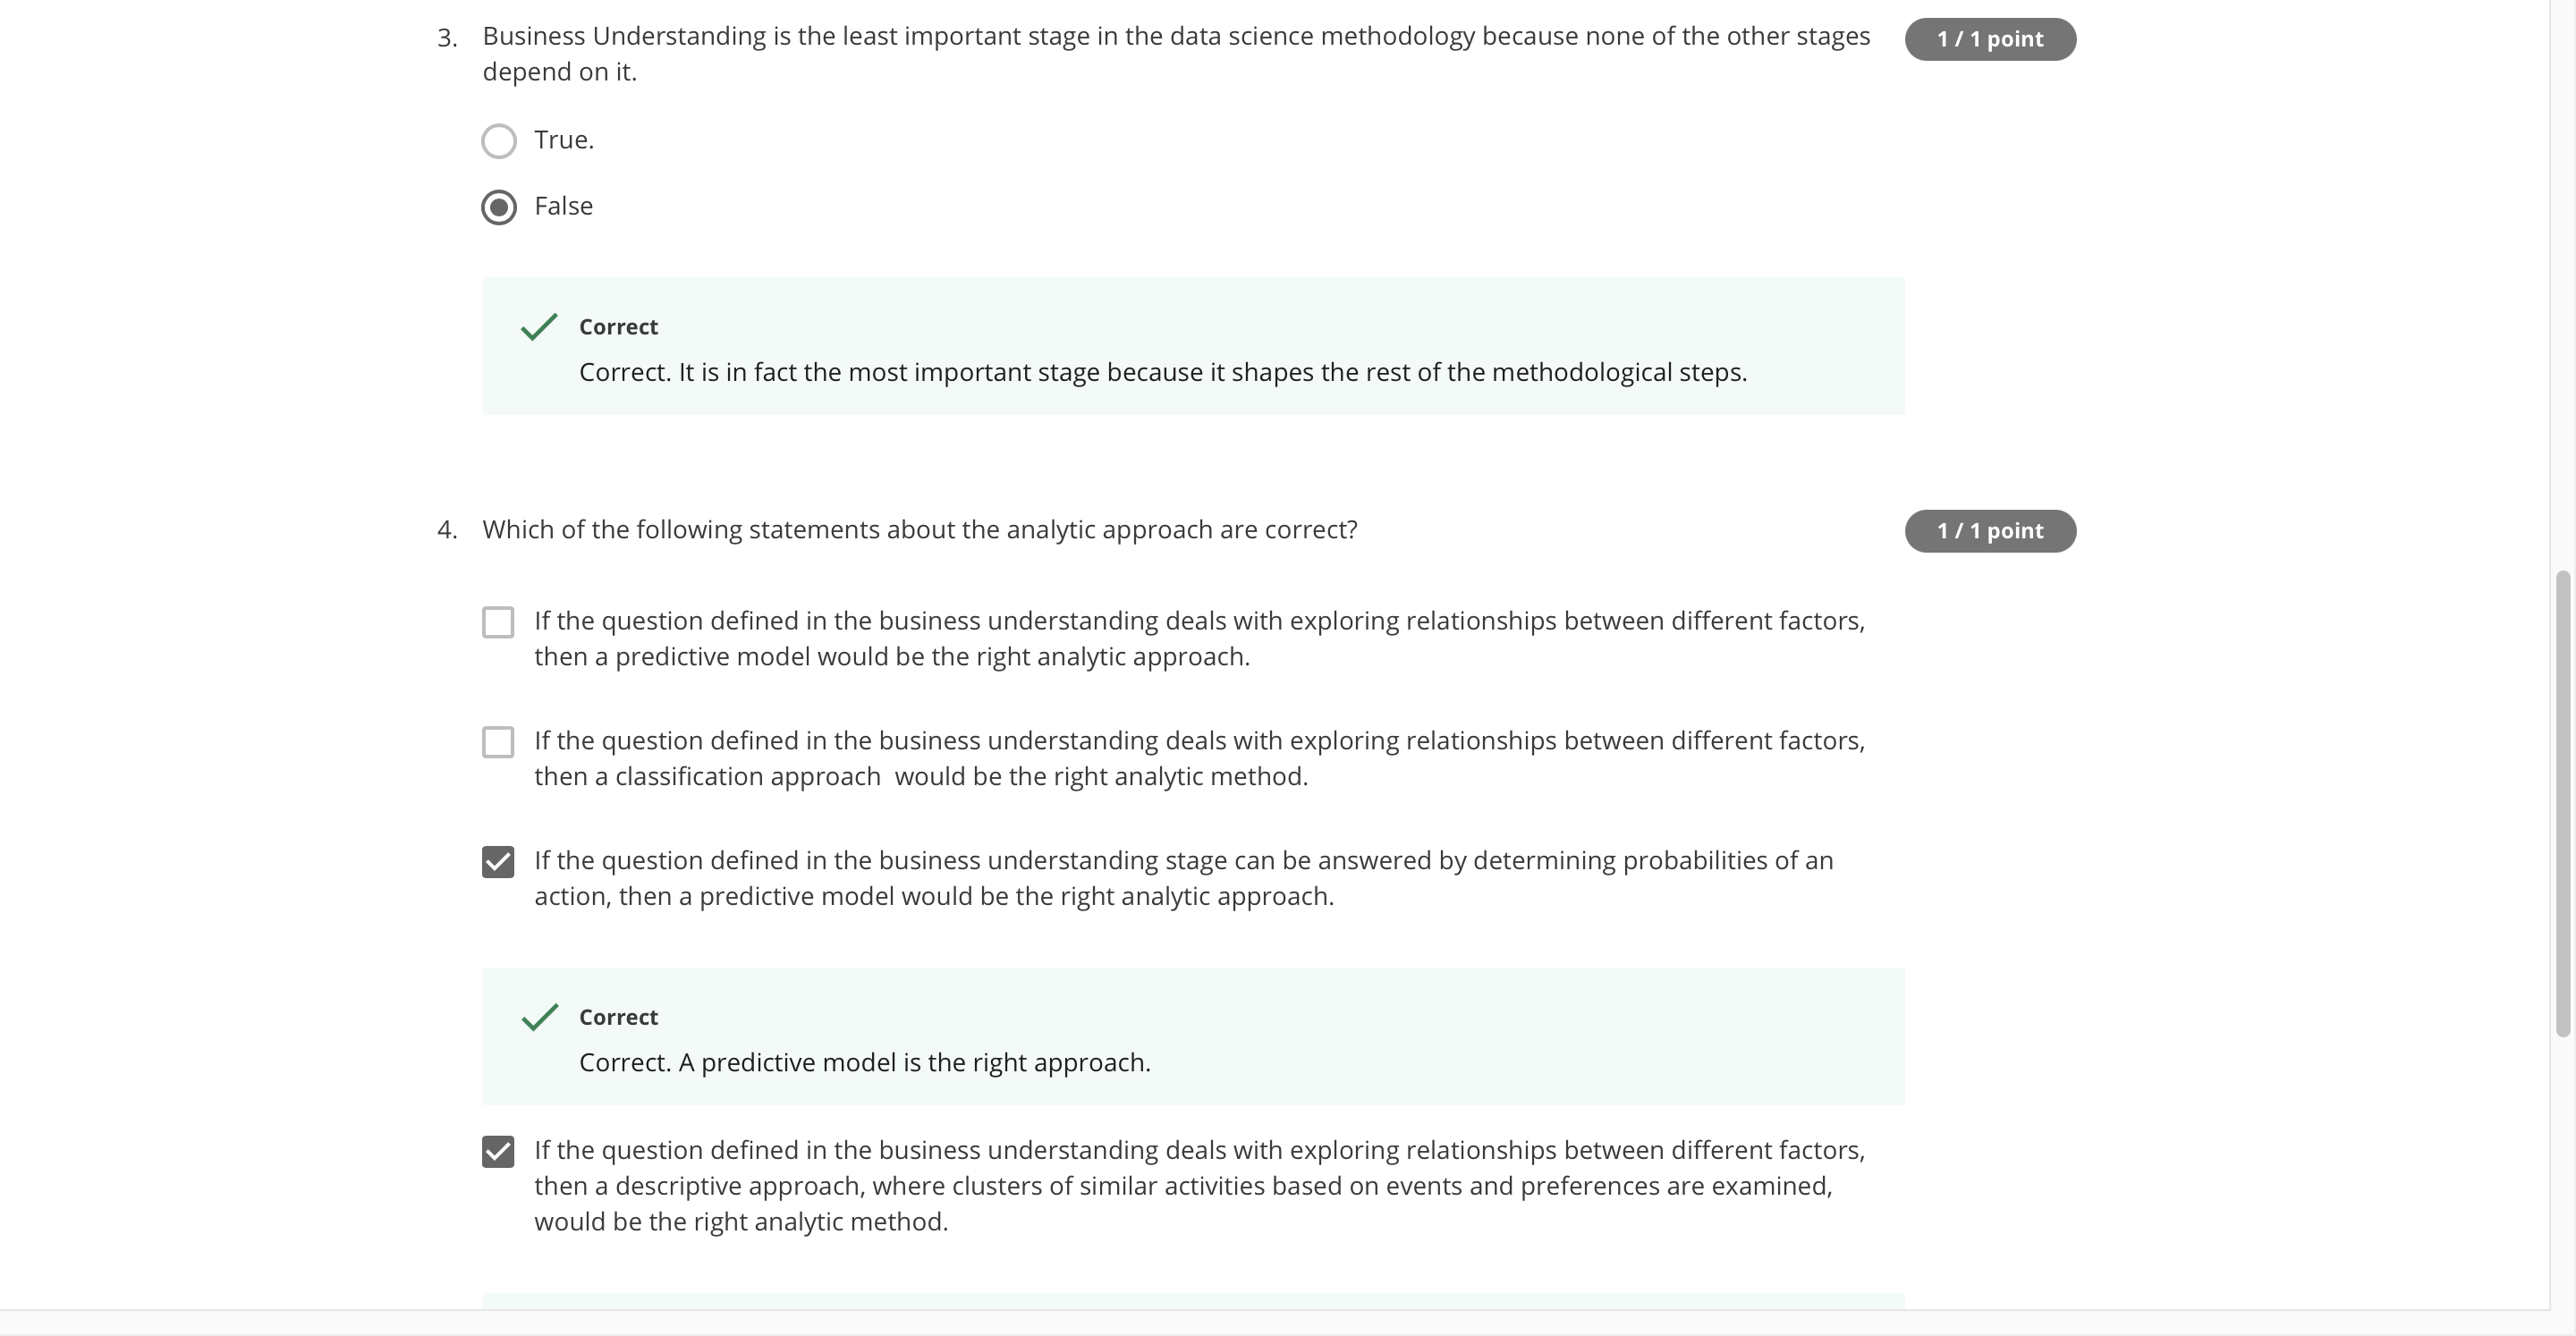 3. Business Understanding is the least important stage in the data science methodology because none of the other stages 1 / 1 point
depend on it.
True.
False
Correct
Correct. It is in fact the most important stage because it shapes the rest of the methodological steps.
4. Which of the following statements about the analytic approach are correct? 1 / 1 point
If the question defined in the business understanding deals with exploring relationships between different factors,
then a predictive model would be the right analytic approach.
If the question defined in the business understanding deals with exploring relationships between different factors,
then a classification approach  would be the right analytic method.
If the question defined in the business understanding stage can be answered by determining probabilities of an
action, then a predictive model would be the right analytic approach.
Correct
Correct. A predictive model is the right approach.
If the question defined in the business understanding deals with exploring relationships between different factors,
then a descriptive approach, where clusters of similar activities based on events and preferences are examined,
would be the right analytic method.